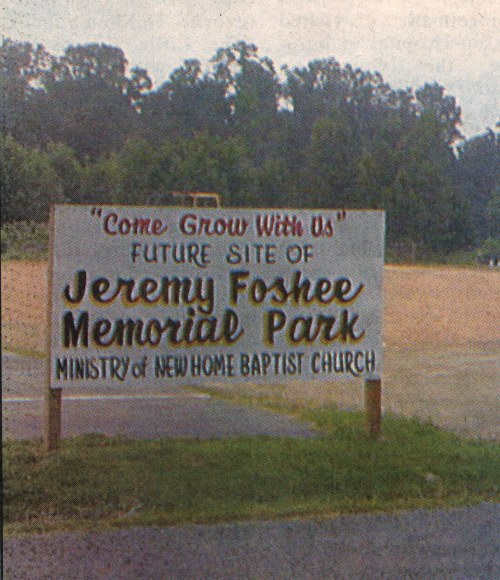 "Come Grow With Us"
FUTURE SITE OF
Jeremy Foshee
Memorial Park
MINISTRY of NEW HOME BAPTIST CHURCH